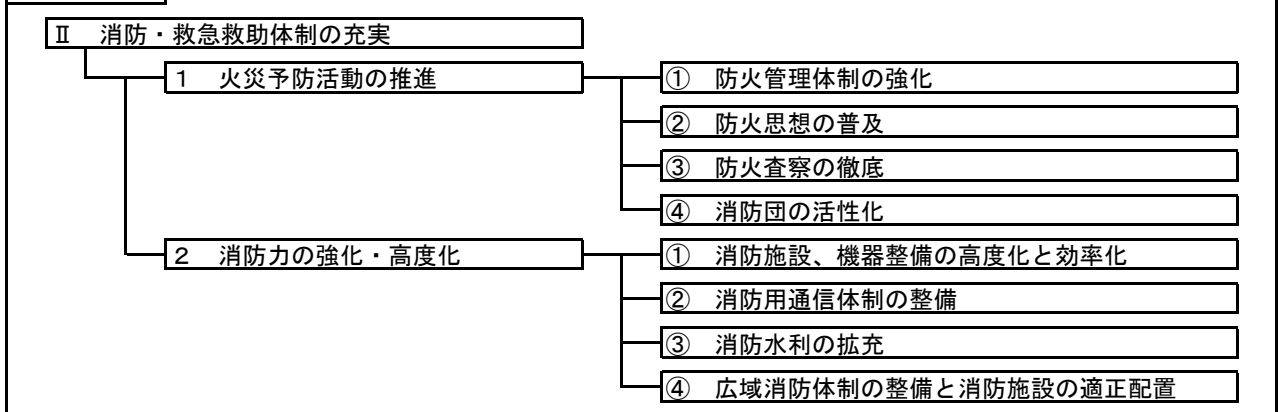 Ⅱ　消防・救急救助体制の充実
１　火災予防活動の推進
①　防火管理体制の強化
②　防火思想の普及
③　防火査察の徹底
④　消防団の活性化
２　消防力の強化・高度化
①　消防施設、機器整備の高度化と効率化
②　消防用通信体制の整備
③　消防水利の拡充
④　広域消防体制の整備と消防施設の適正配置